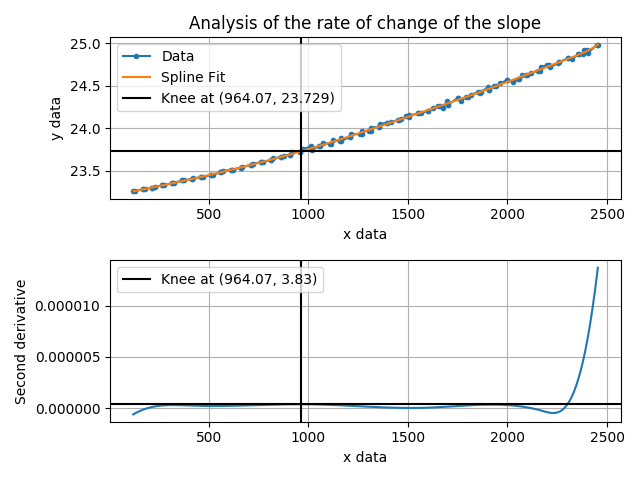 Analysis of the rate of change of the slope
25.0
24.5
24.0
23.5
y data
Data
Spline Fit
Knee at (964.07, 23.729)
500 1000 1500 2000 2500
x data
0.000010
0.000005
0.000000
Second derivative
Knee at (964.07, 3.83)
500 1000 1500 2000 2500
x data